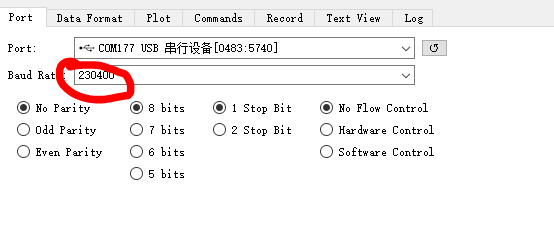 Port Data Format Plot Commands Record Text View Log
Port: COM177 USB 串行设备[0483:5740]
Baud Rate: 230400
No Parity 8 bits 1 Stop Bit No Flow Control
Odd Parity 7 bits 2 Stop Bit Hardware Control
Even Parity 6 bits Software Control
5 bits